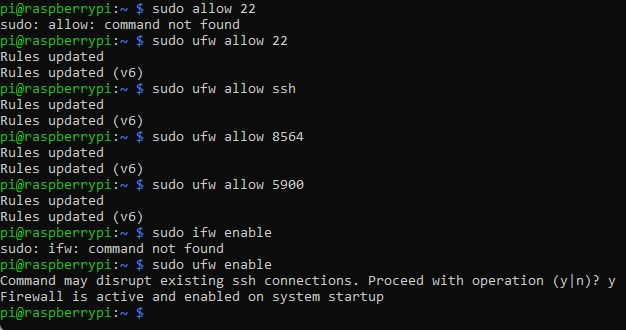 pi@raspberrypi:~ $ sudo allow 22
sudo: allow: command not found
pi@raspberrypi:~ $ sudo ufw allow 22
Rules updated
Rules updated (v6)
pi@raspberrypi:~ $ sudo ufw allow ssh
Rules updated
Rules updated (v6)
pi@raspberrypi:~ $ sudo ufw allow 8564
Rules updated
Rules updated (v6)
pi@raspberrypi:~ $ sudo ufw allow 5900
Rules updated
Rules updated (v6)
pi@raspberrypi:~ $ sudo ifw enable
sudo: ifw: command not found
pi@raspberrypi:~ $ sudo ufw enable
Command may disrupt existing ssh connections. Proceed with operation (y|n)? y
Firewall is active and enabled on system startup
pi@raspberrypi:~ $